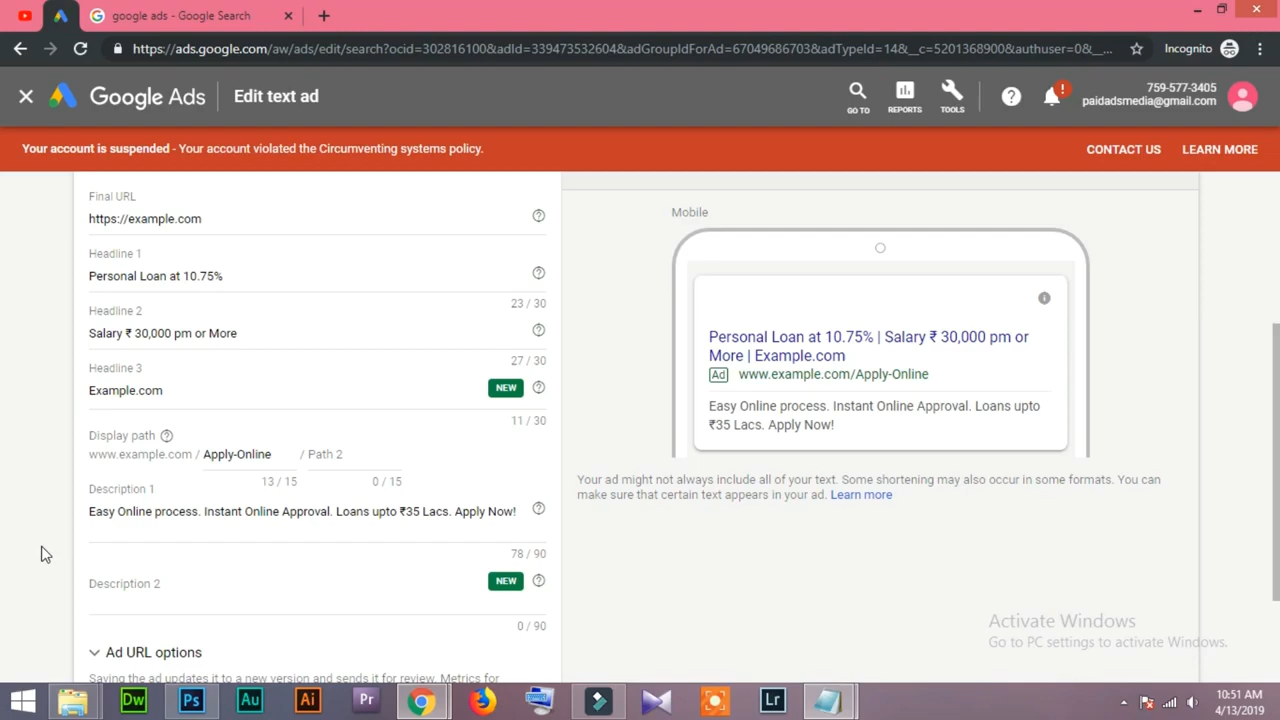 google ads - Google Search
https://ads.google.com/aw/ads/edit/search?ocid=302816100&adId=339473532604&adGroupIdForAd=67049686703&adTypeId=14&__c=5201368900&authuser=0&__...
Incognito
Google Ads
Edit text ad
GO TO
REPORTS
TOOLS
759-577-3405
paidadsmedia@gmail.com
Your account is suspended - Your account violated the Circumventing systems policy.
CONTACT US
LEARN MORE
Final URL
https://example.com
Headline 1
Personal Loan at 10.75%
23 / 30
Headline 2
Salary ₹ 30,000 pm or More
27 / 30
Headline 3
Example.com
NEW
11 / 30
Display path
www.example.com / Apply-Online / Path 2
13 / 15
0 / 15
Description 1
Easy Online process. Instant Online Approval. Loans upto ₹35 Lacs. Apply Now!
78 / 90
Description 2
NEW
0 / 90
Ad URL options
Saving the ad updates it to a new version and sends it for review. Metrics for
Mobile
Personal Loan at 10.75% | Salary ₹ 30,000 pm or
More | Example.com
Ad www.example.com/Apply-Online
Easy Online process. Instant Online Approval. Loans upto
₹35 Lacs. Apply Now!
Your ad might not always include all of your text. Some shortening may also occur in some formats. You can
make sure that certain text appears in your ad. Learn more
Activate Windows
Go to PC settings to activate Windows.
Dw
Ps
Au
Ai
Pr
Lr
10:51 AM
4/13/2019